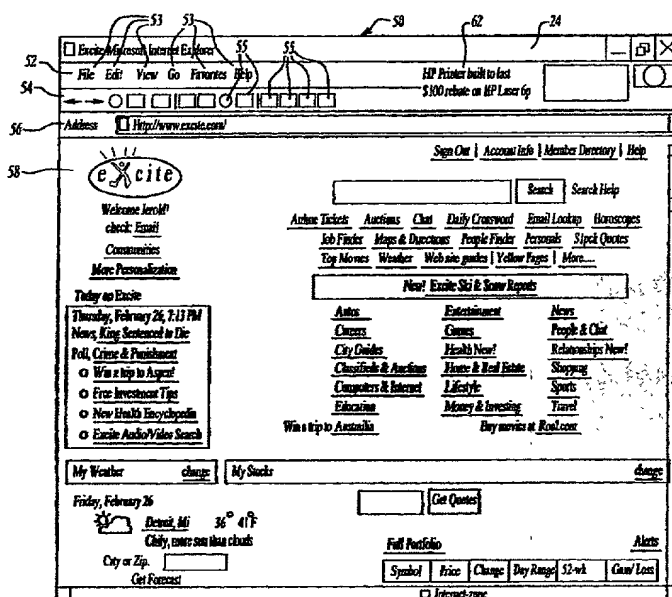 50
53 53 62 24
Excite Microsoft Internet Explorer
52 File Edit View Go Favorites Help 55 55
HP Printer built to last
$100 rebate on HP Laser 6p
54
56 Address Http://www.excite.com/
Sign Out | Account Info | Member Directory | Help
58 excite
Search Search Help
Welcome Jerold!
check Email
Communities
More Personalization
Airline Tickets Auctions Chat Daily Crossword Email Lookup Horoscopes
Job Finder Maps & Directions People Finder Personals Stock Quotes
Top Movies Weather Web site guides | Yellow Pages | More....
New! Excite Ski & Snow Reports
Today on Excite
Thursday, February 26, 7:13 PM
News, King Sentenced to Die
Poll, Crime & Punishment
Win a trip to Aspen!
Free Investment Tips
New Health Encyclopedia
Excite Audio/Video Search
Autos Entertainment News
Careers Games People & Chat
City Guides Health New! Relationships New!
Classifieds & Auctions Home & Real Estate Shopping
Computers & Internet Lifestyle Sports
Education Money & Investing Travel
Win a trip to Australia Buy movies at Reel.com
My Weather change My Stocks change
Friday, February 26
Get Quotes
Detroit, Mi 36° 41°F
Chilly, more sun than clouds
City or Zip.
Get Forecast
Full Portfolio Alerts
Symbol Price Change Day Range 52-wk Gain/Loss
Internet-zone